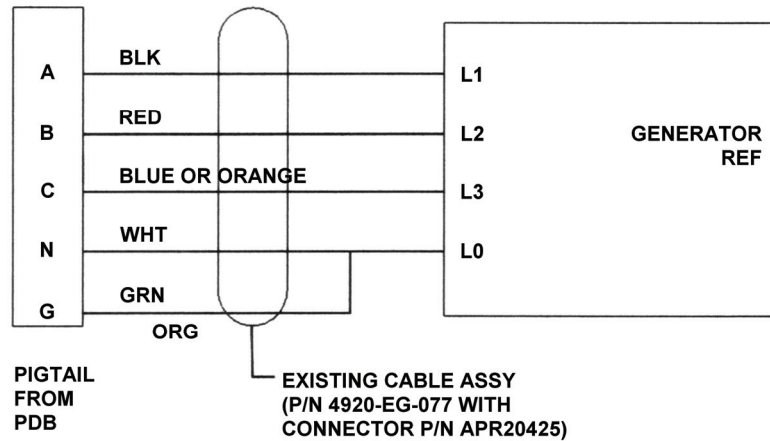 A BLK L1
B RED L2 GENERATOR
REF
C BLUE OR ORANGE L3
N WHT L0
G GRN
ORG
PIGTAIL
FROM
PDB
EXISTING CABLE ASSY
(P/N 4920-EG-077 WITH
CONNECTOR P/N APR20425)